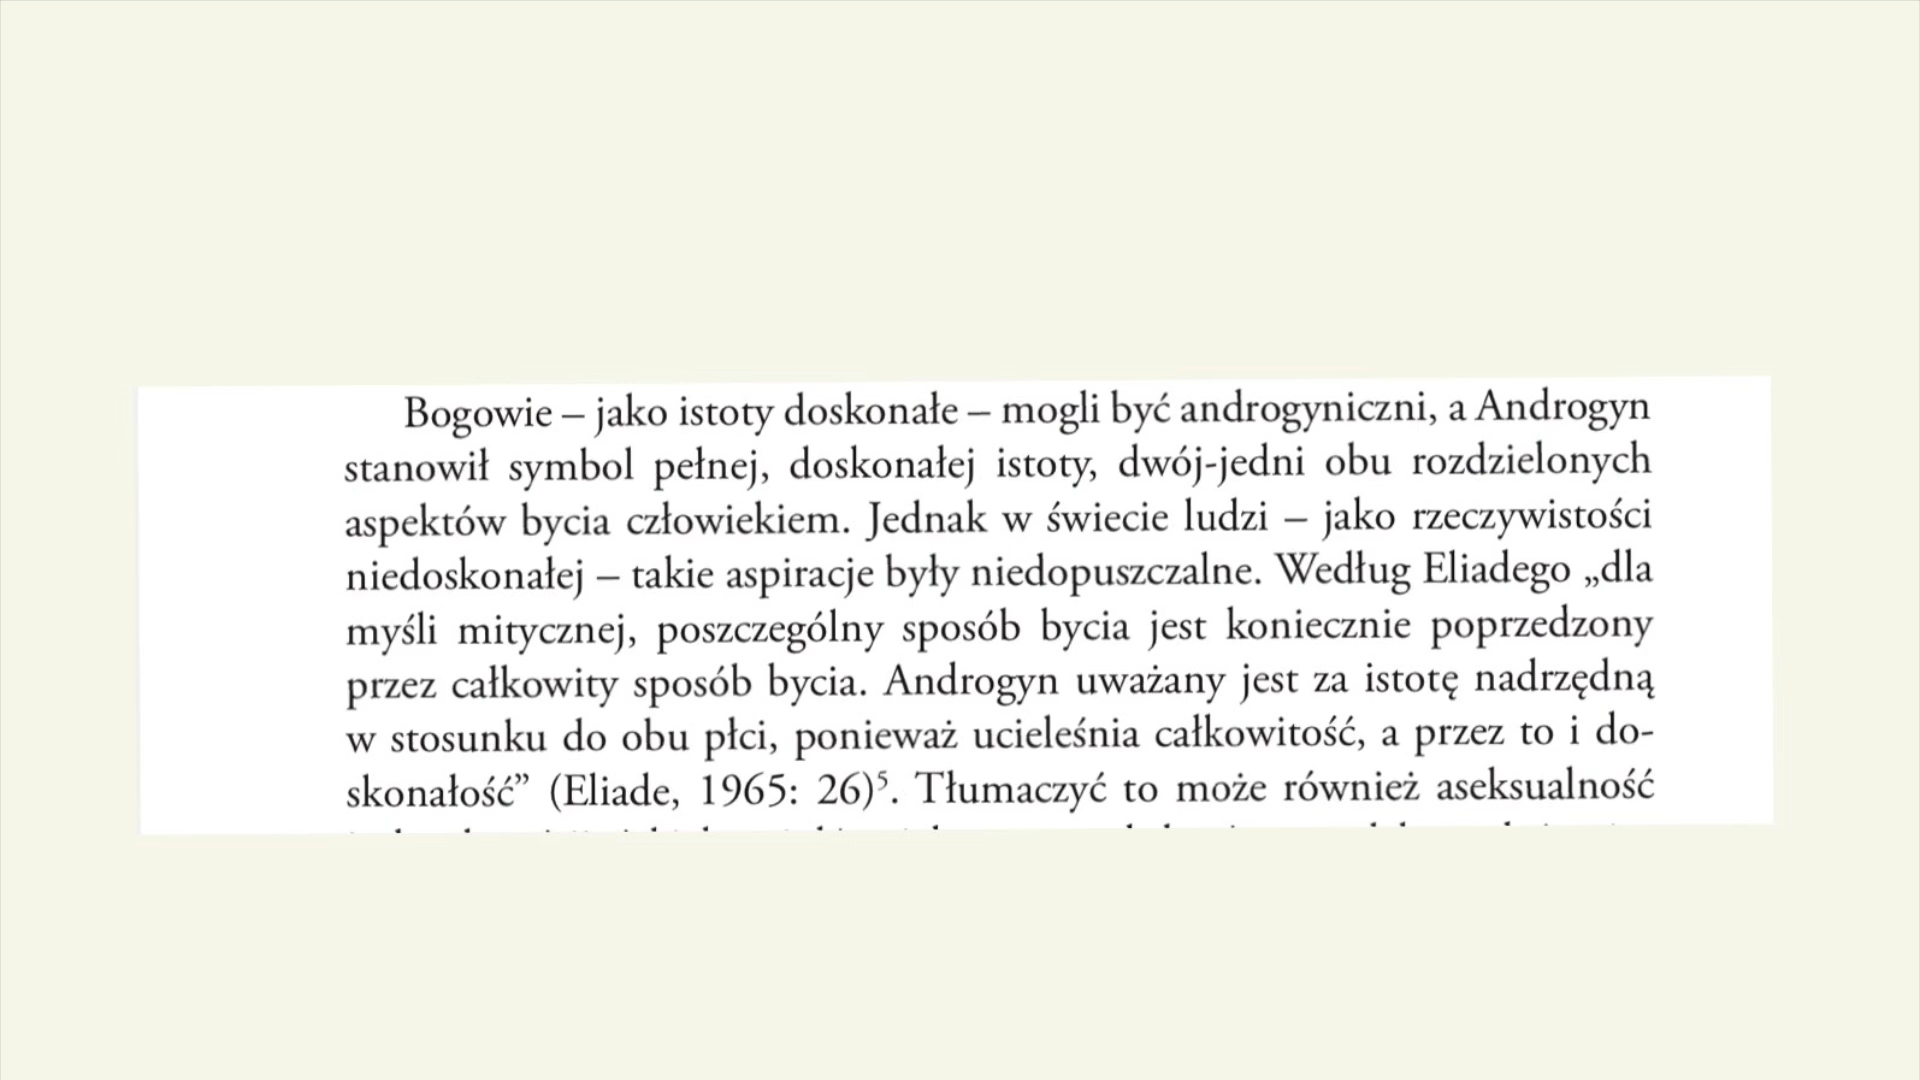 Bogowie – jako istoty doskonałe – mogli być androgyniczni, a Androgyn
stanowił symbol pełnej, doskonałej istoty, dwój-jedni obu rozdzielonych
aspektów bycia człowiekiem. Jednak w świecie ludzi – jako rzeczywistości
niedoskonałej – takie aspiracje były niedopuszczalne. Według Eliadego „dla
myśli mitycznej, poszczególny sposób bycia jest koniecznie poprzedzony
przez całkowity sposób bycia. Androgyn uważany jest za istotę nadrzędną
w stosunku do obu płci, ponieważ ucieleśnia całkowitość, a przez to i do-
skonałość” (Eliade, 1965: 26)⁵. Tłumaczyć to może również aseksualność